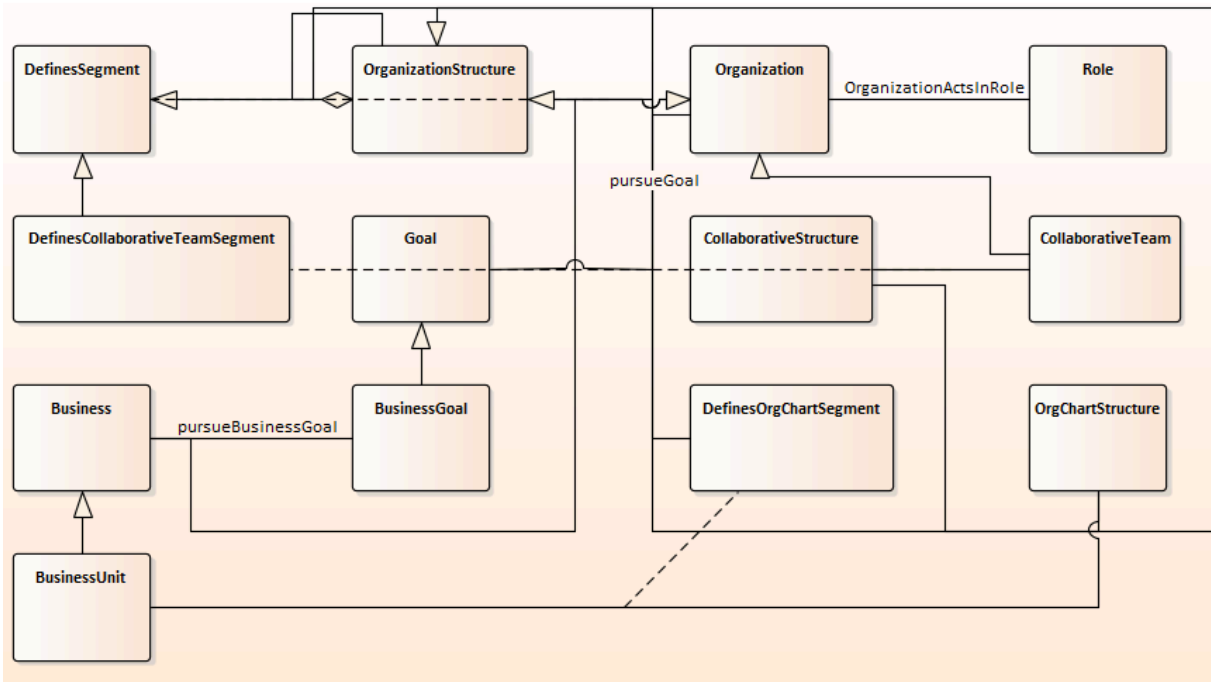 DefinesSegment
OrganizationStructure
Organization
Role
OrganizationActsInRole
pursueGoal
DefinesCollaborativeTeamSegment
Goal
CollaborativeStructure
CollaborativeTeam
Business
pursueBusinessGoal
BusinessGoal
DefinesOrgChartSegment
OrgChartStructure
BusinessUnit